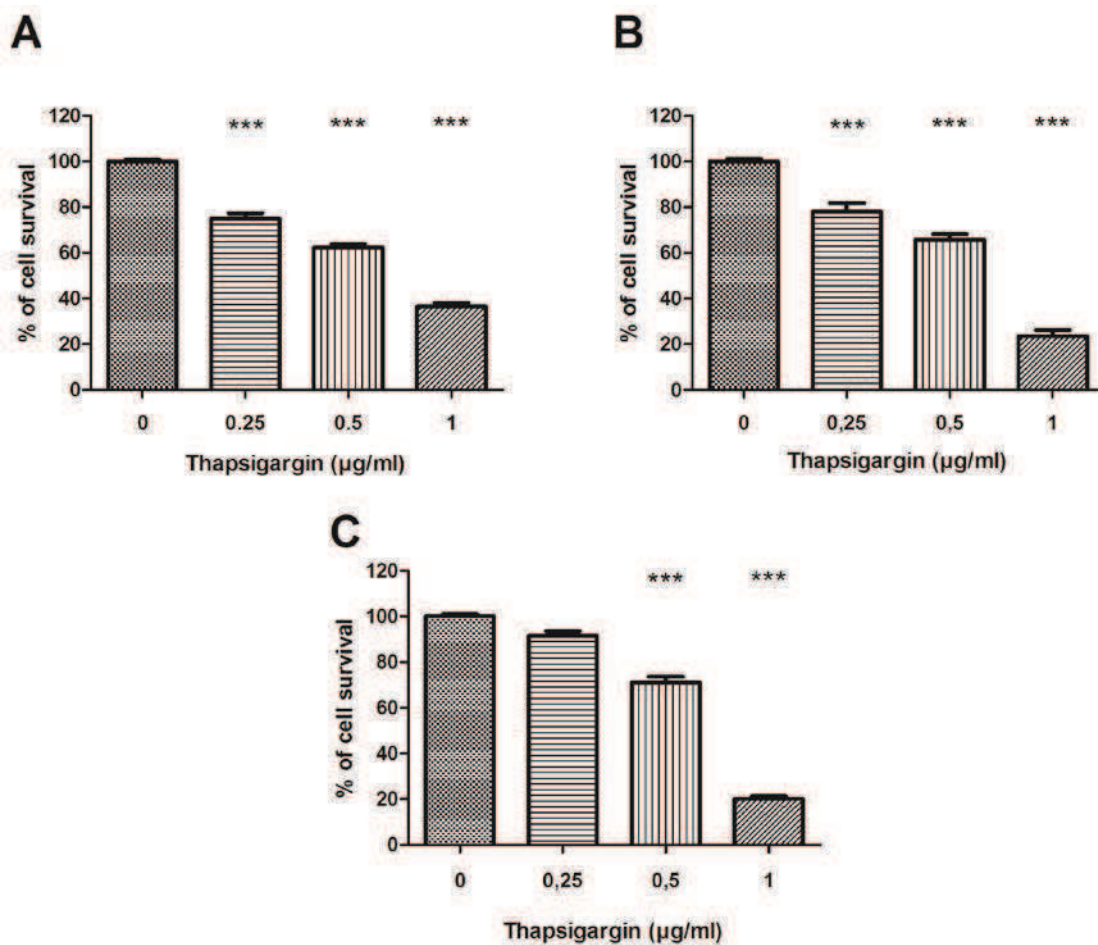 A
% of cell survival
120
100
80
60
40
20
0
*** *** ***
0 0.25 0.5 1
Thapsigargin (µg/ml)
B
% of cell survival
120
100
80
60
40
20
0
*** *** ***
0 0,25 0,5 1
Thapsigargin (µg/ml)
C
% of cell survival
120
100
80
60
40
20
0
*** ***
0 0,25 0,5 1
Thapsigargin (µg/ml)